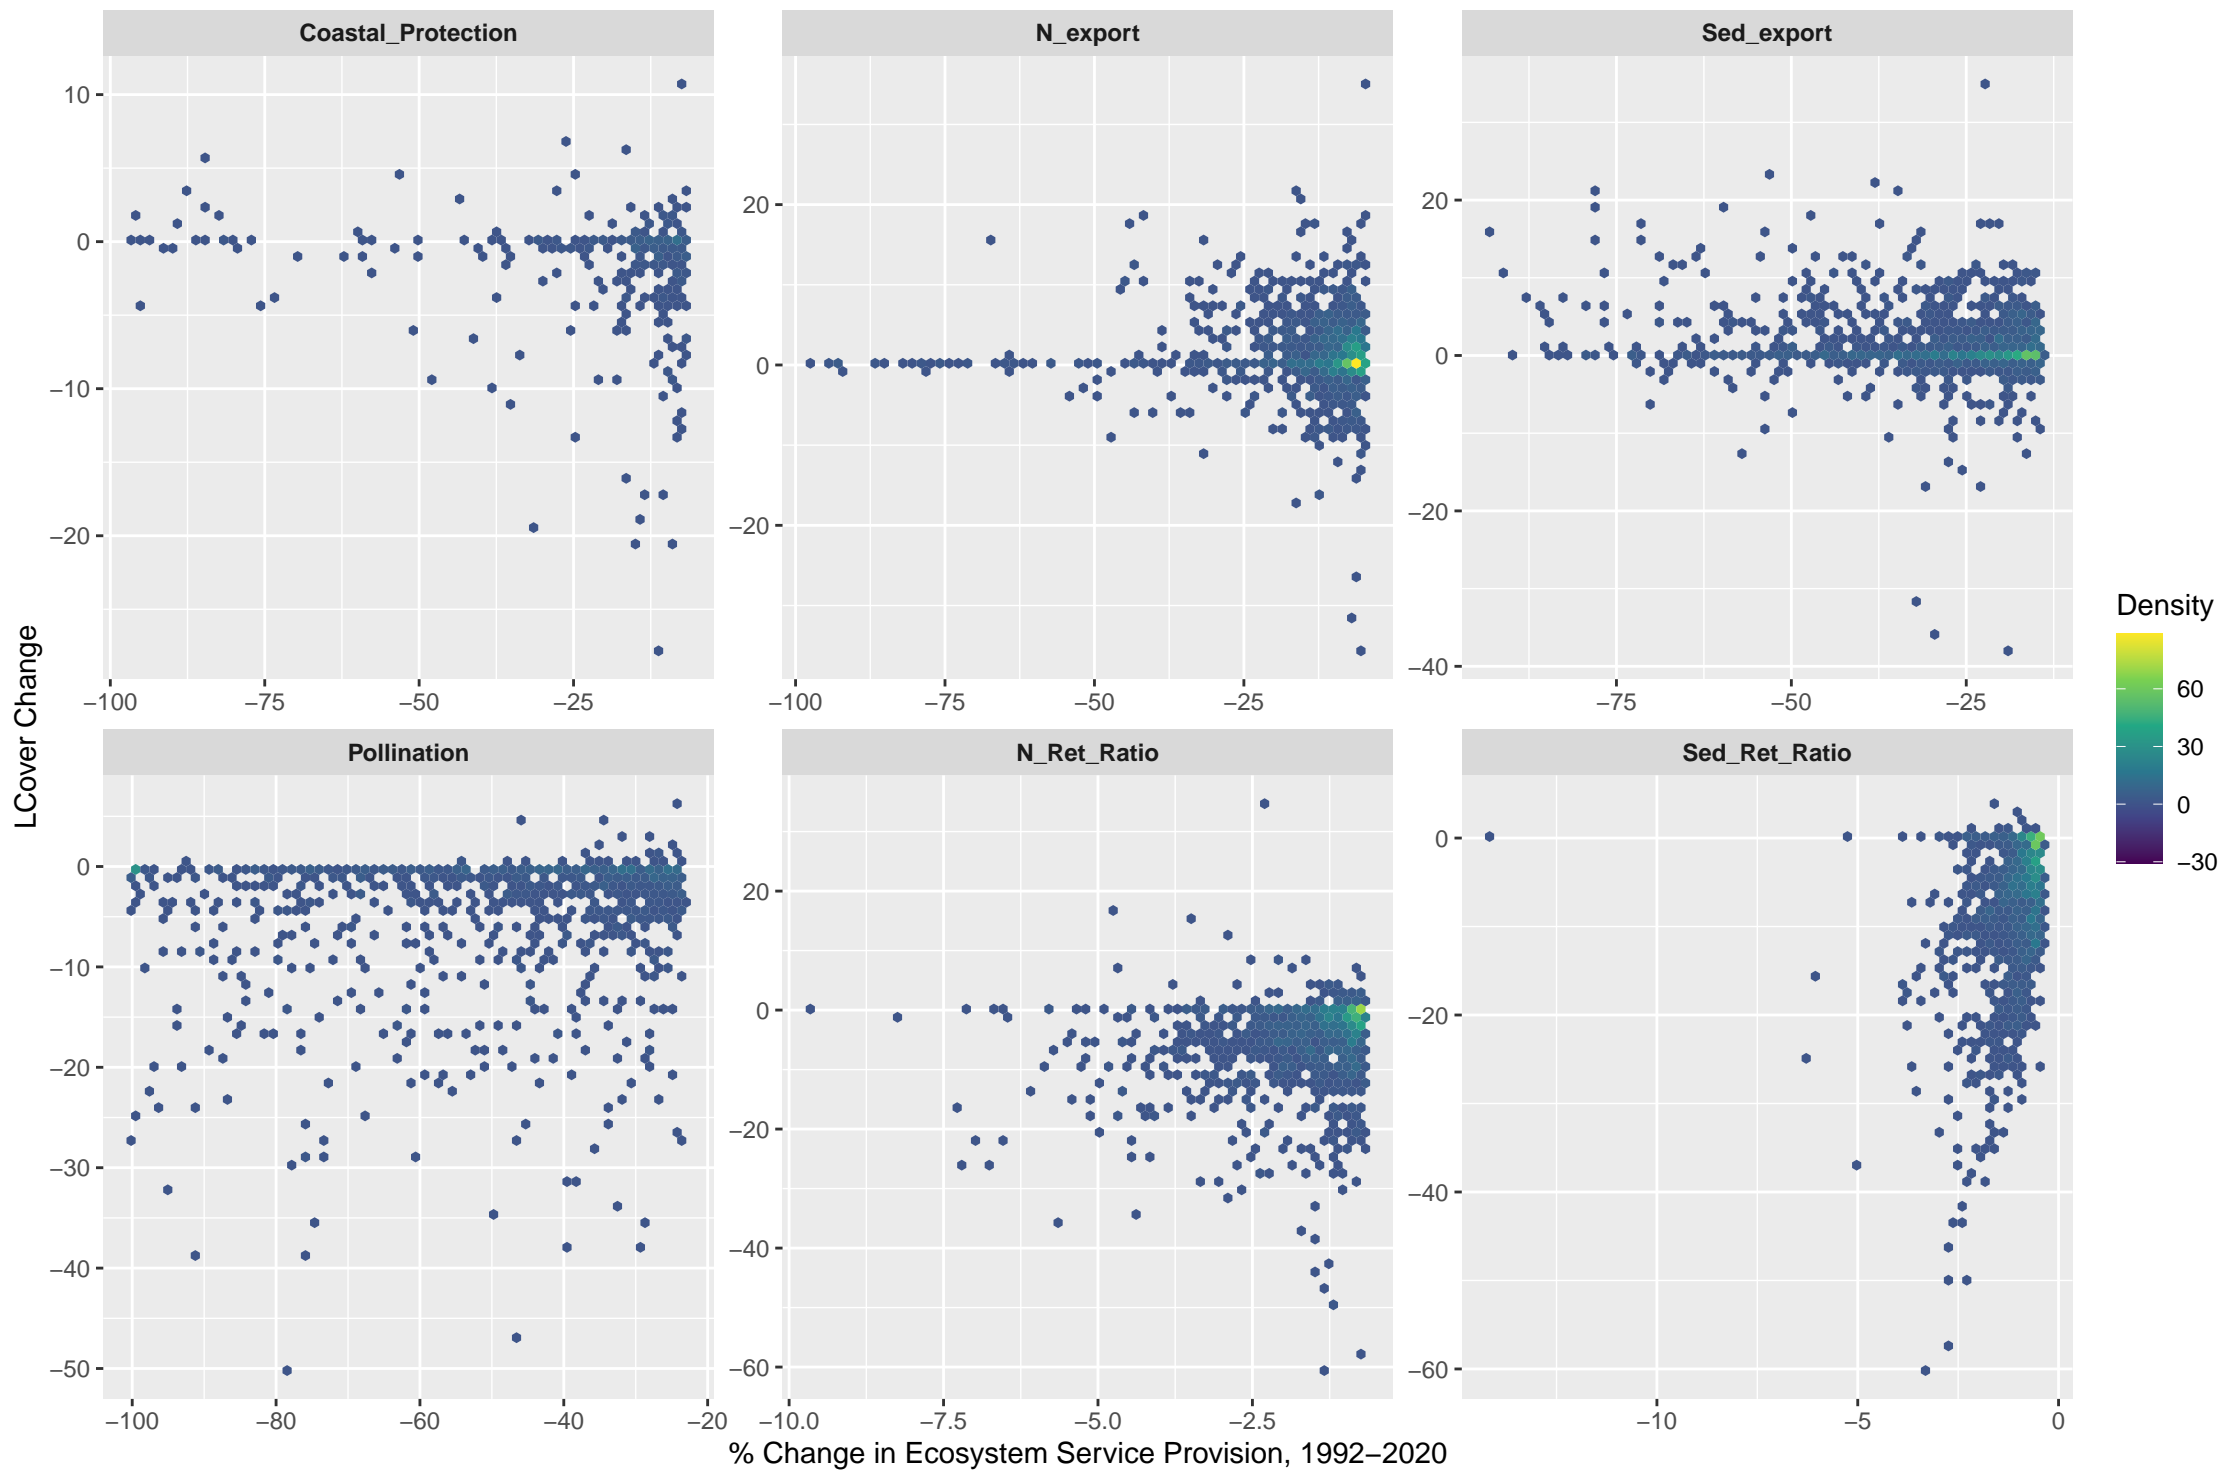 Coastal_Protection N_export Sed_export
10 0 −10 −20
20 0 −20
20 0 −20 −40
−100 −75 −50 −25
−100 −75 −50 −25
−75 −50 −25
Pollination N_Ret_Ratio Sed_Ret_Ratio
0 −10 −20 −30 −40 −50
20 0 −20 −40 −60
0 −20 −40 −60
−100 −80 −60 −40 −20
−10.0 −7.5 −5.0 −2.5
−10 −5 0
LCover Change
% Change in Ecosystem Service Provision, 1992−2020
Density
60
30
0
−30